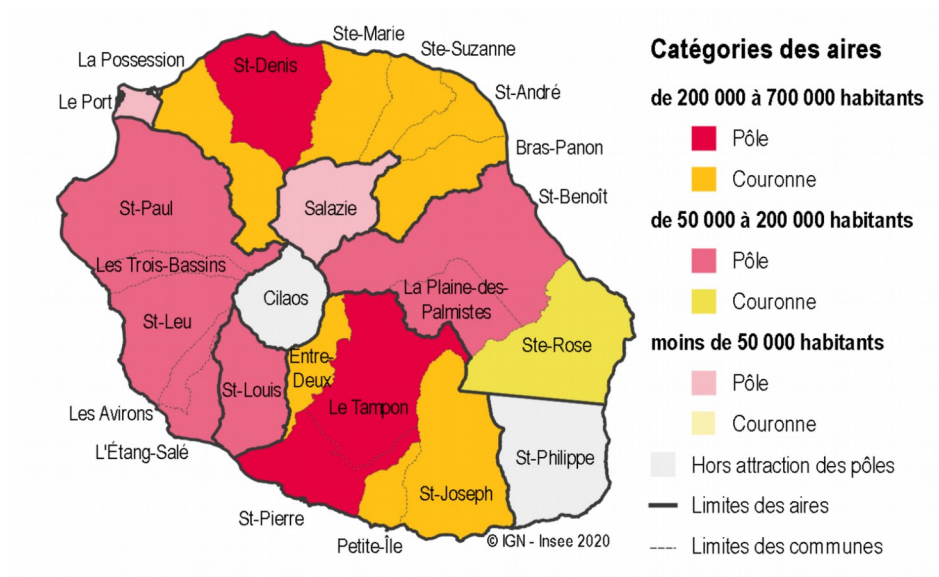 Ste-Marie
Ste-Suzanne
La Possession
St-Denis
Le Port
St-André
Bras-Panon
St-Benoît
St-Paul
Salazie
Les Trois-Bassins
Cilaos
La Plaine-des-
Palmistes
St-Leu
Ste-Rose
Entre-
Deux
St-Louis
Le Tampon
Les Avirons
L'Étang-Salé
St-Philippe
St-Joseph
St-Pierre
Petite-Île
© IGN - Insee 2020
Catégories des aires
de 200 000 à 700 000 habitants
Pôle
Couronne
de 50 000 à 200 000 habitants
Pôle
Couronne
moins de 50 000 habitants
Pôle
Couronne
Hors attraction des pôles
Limites des aires
Limites des communes